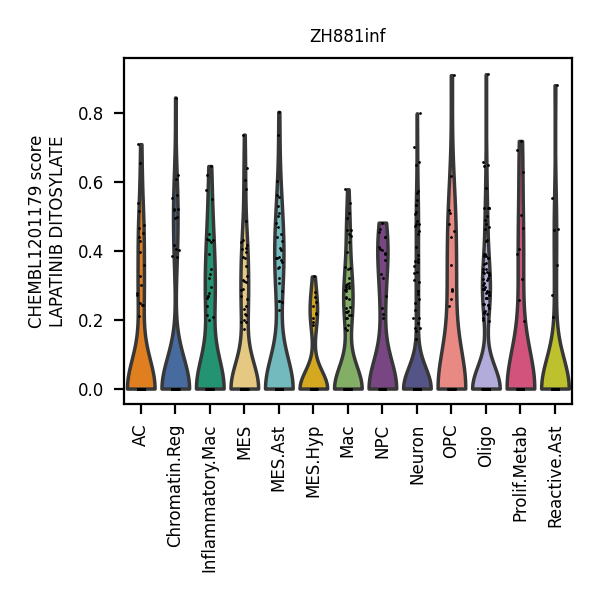 ZH881inf
CHEMBL1201179 score
LAPATINIB DITOSYLATE
0.8
0.6
0.4
0.2
0.0
AC
Chromatin.Reg
Inflammatory.Mac
MES
MES.Ast
MES.Hyp
Mac
NPC
Neuron
OPC
Oligo
Prolif.Metab
Reactive.Ast